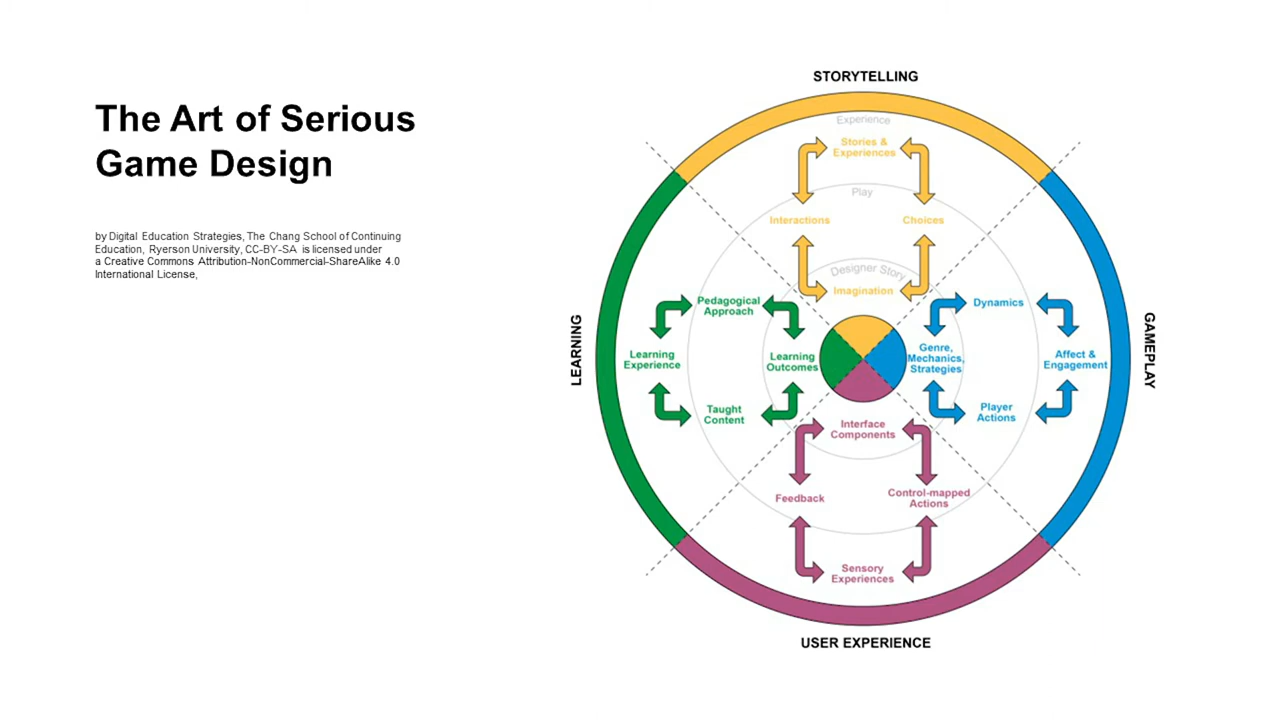 The Art of Serious
Game Design
by Digital Education Strategies, The Chang School of Continuing
Education, Ryerson University, CC-BY-SA is licensed under
a Creative Commons Attribution-NonCommercial-ShareAlike 4.0
International License,
STORYTELLING
Experience
Stories &
Experiences
Play
Interactions
Choices
Designer Story
Imagination
LEARNING
Pedagogical
Approach
Learning
Experience
Learning
Outcomes
Taught
Content
Dynamics
Genre,
Mechanics,
Strategies
Affect &
Engagement
Player
Actions
GAMEPLAY
Interface
Components
Feedback
Control-mapped
Actions
Sensory
Experiences
USER EXPERIENCE